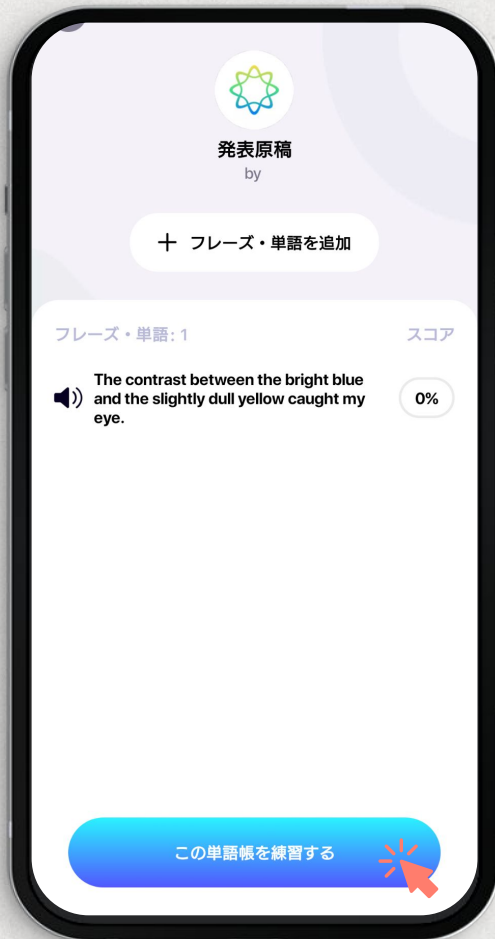 発表原稿
by
+ フレーズ・単語を追加
フレーズ・単語: 1 スコア
The contrast between the bright blue
and the slightly dull yellow caught my
eye.
0%
この単語帳を練習する